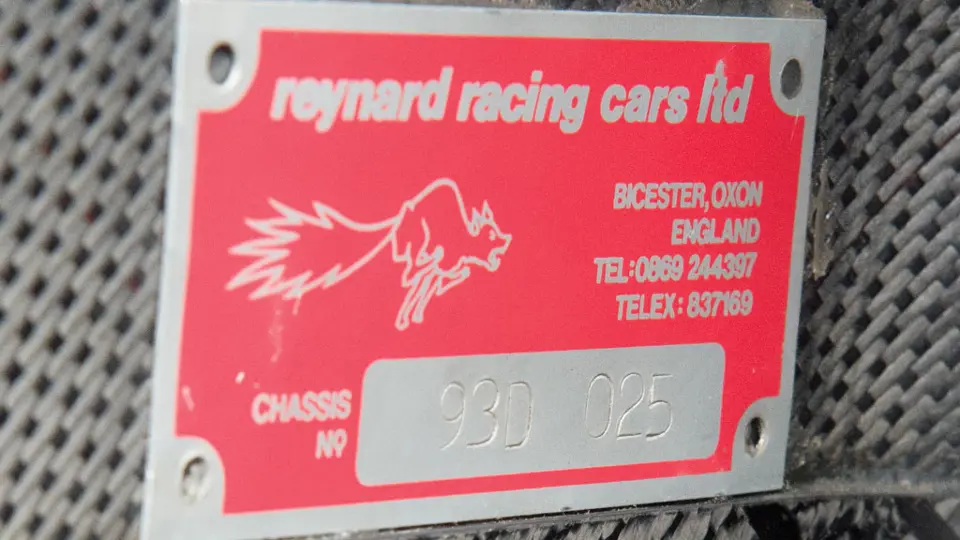 reynard racing cars ltd
BICESTER, OXON
ENGLAND
TEL: 0869 244397
TELEX: 837169
CHASSIS
Nº
93D 025